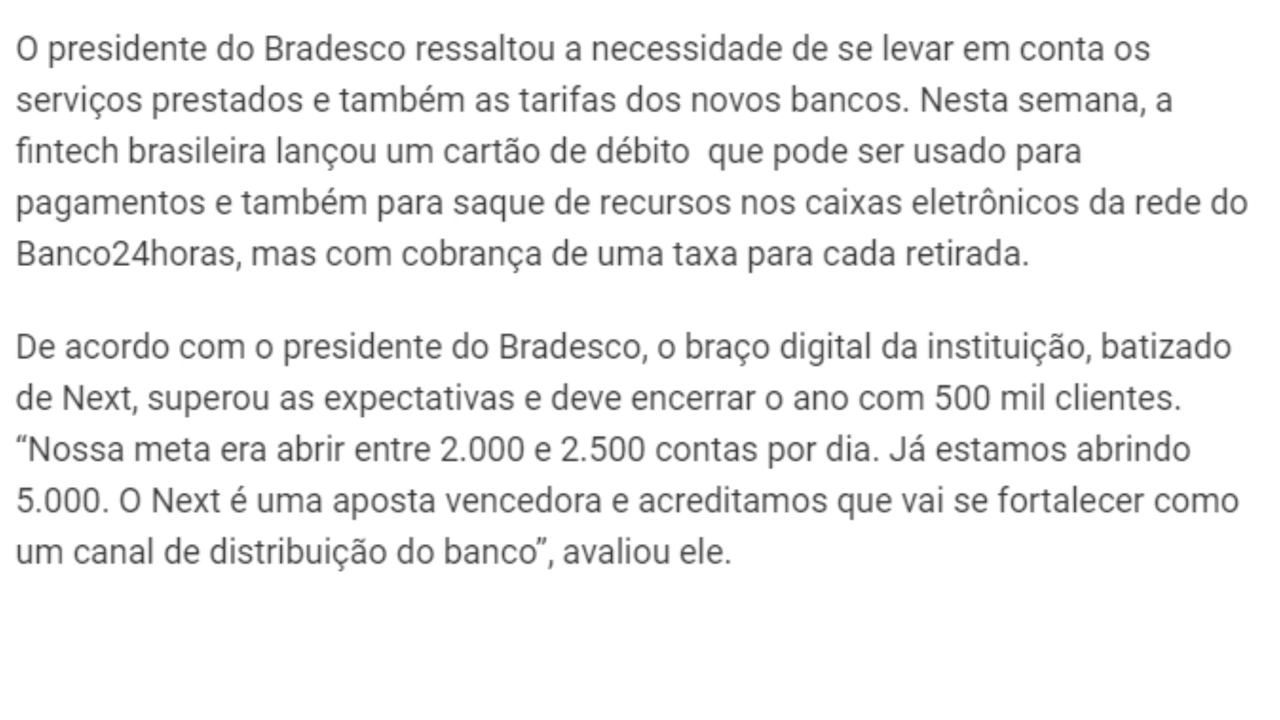 O presidente do Bradesco ressaltou a necessidade de se levar em conta os
serviços prestados e também as tarifas dos novos bancos. Nesta semana, a
fintech brasileira lançou um cartão de débito  que pode ser usado para
pagamentos e também para saque de recursos nos caixas eletrônicos da rede do
Banco24horas, mas com cobrança de uma taxa para cada retirada.
De acordo com o presidente do Bradesco, o braço digital da instituição, batizado
de Next, superou as expectativas e deve encerrar o ano com 500 mil clientes.
“Nossa meta era abrir entre 2.000 e 2.500 contas por dia. Já estamos abrindo
5.000. O Next é uma aposta vencedora e acreditamos que vai se fortalecer como
um canal de distribuição do banco”, avaliou ele.